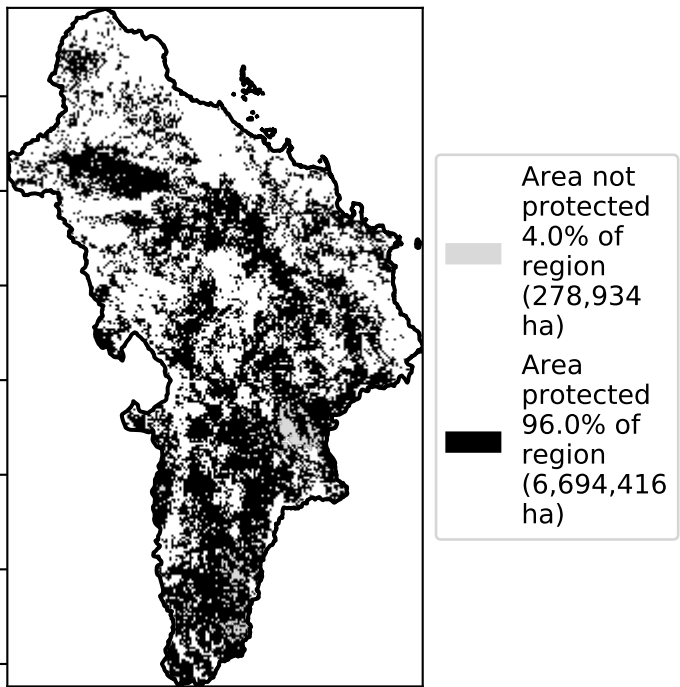 Area not
protected
4.0% of
region
(278,934
ha)
Area
protected
96.0% of
region
(6,694,416
ha)